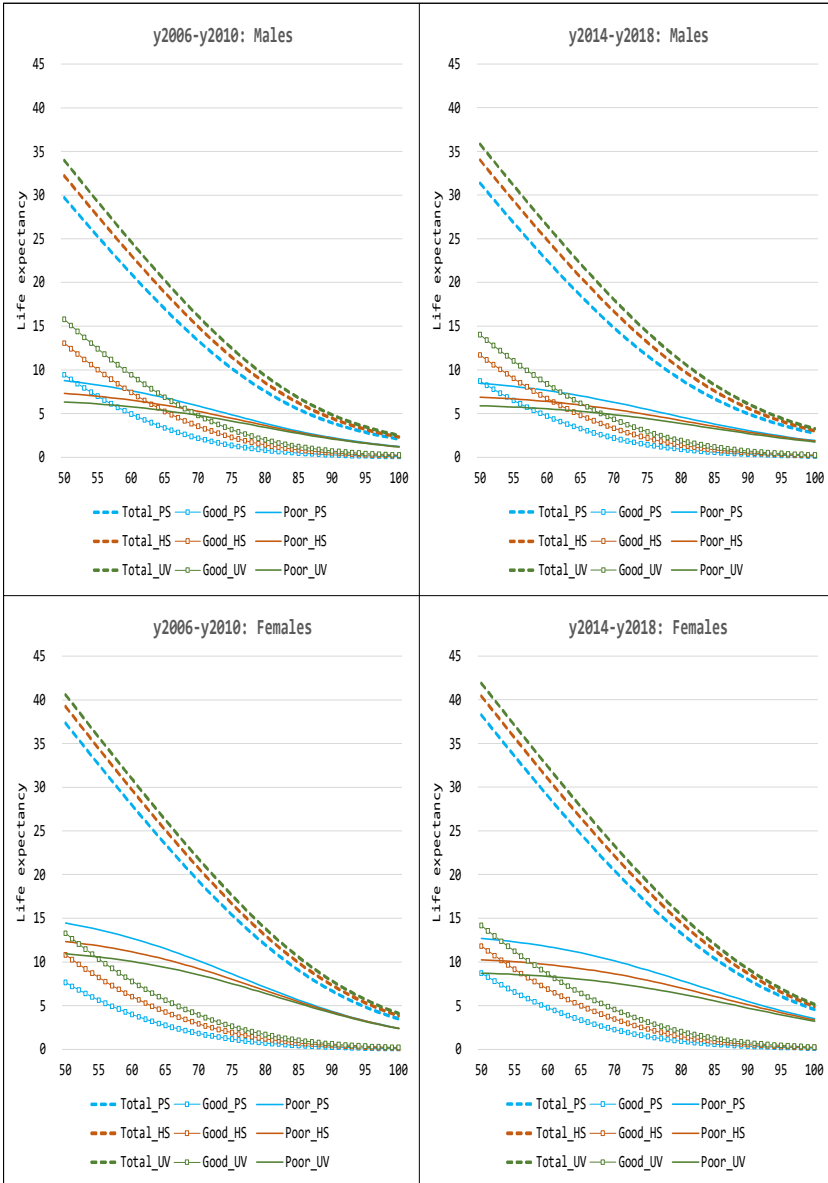 y2006-y2010: Males
Life expectancy
45
40
35
30
25
20
15
10
5
0
50 55 60 65 70 75 80 85 90 95 100
Total_PS Good_PS Poor_PS
Total_HS Good_HS Poor_HS
Total_UV Good_UV Poor_UV
y2014-y2018: Males
Life expectancy
45
40
35
30
25
20
15
10
5
0
50 55 60 65 70 75 80 85 90 95 100
Total_PS Good_PS Poor_PS
Total_HS Good_HS Poor_HS
Total_UV Good_UV Poor_UV
y2006-y2010: Females
Life expectancy
45
40
35
30
25
20
15
10
5
0
50 55 60 65 70 75 80 85 90 95 100
Total_PS Good_PS Poor_PS
Total_HS Good_HS Poor_HS
Total_UV Good_UV Poor_UV
y2014-y2018: Females
Life expectancy
45
40
35
30
25
20
15
10
5
0
50 55 60 65 70 75 80 85 90 95 100
Total_PS Good_PS Poor_PS
Total_HS Good_HS Poor_HS
Total_UV Good_UV Poor_UV